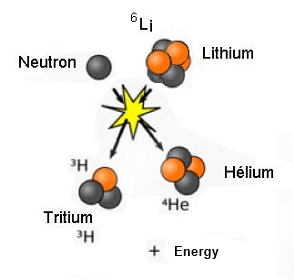 ⁶Li
Neutron
Lithium
³H
Hélium
⁴He
Tritium
³H
+ Energy